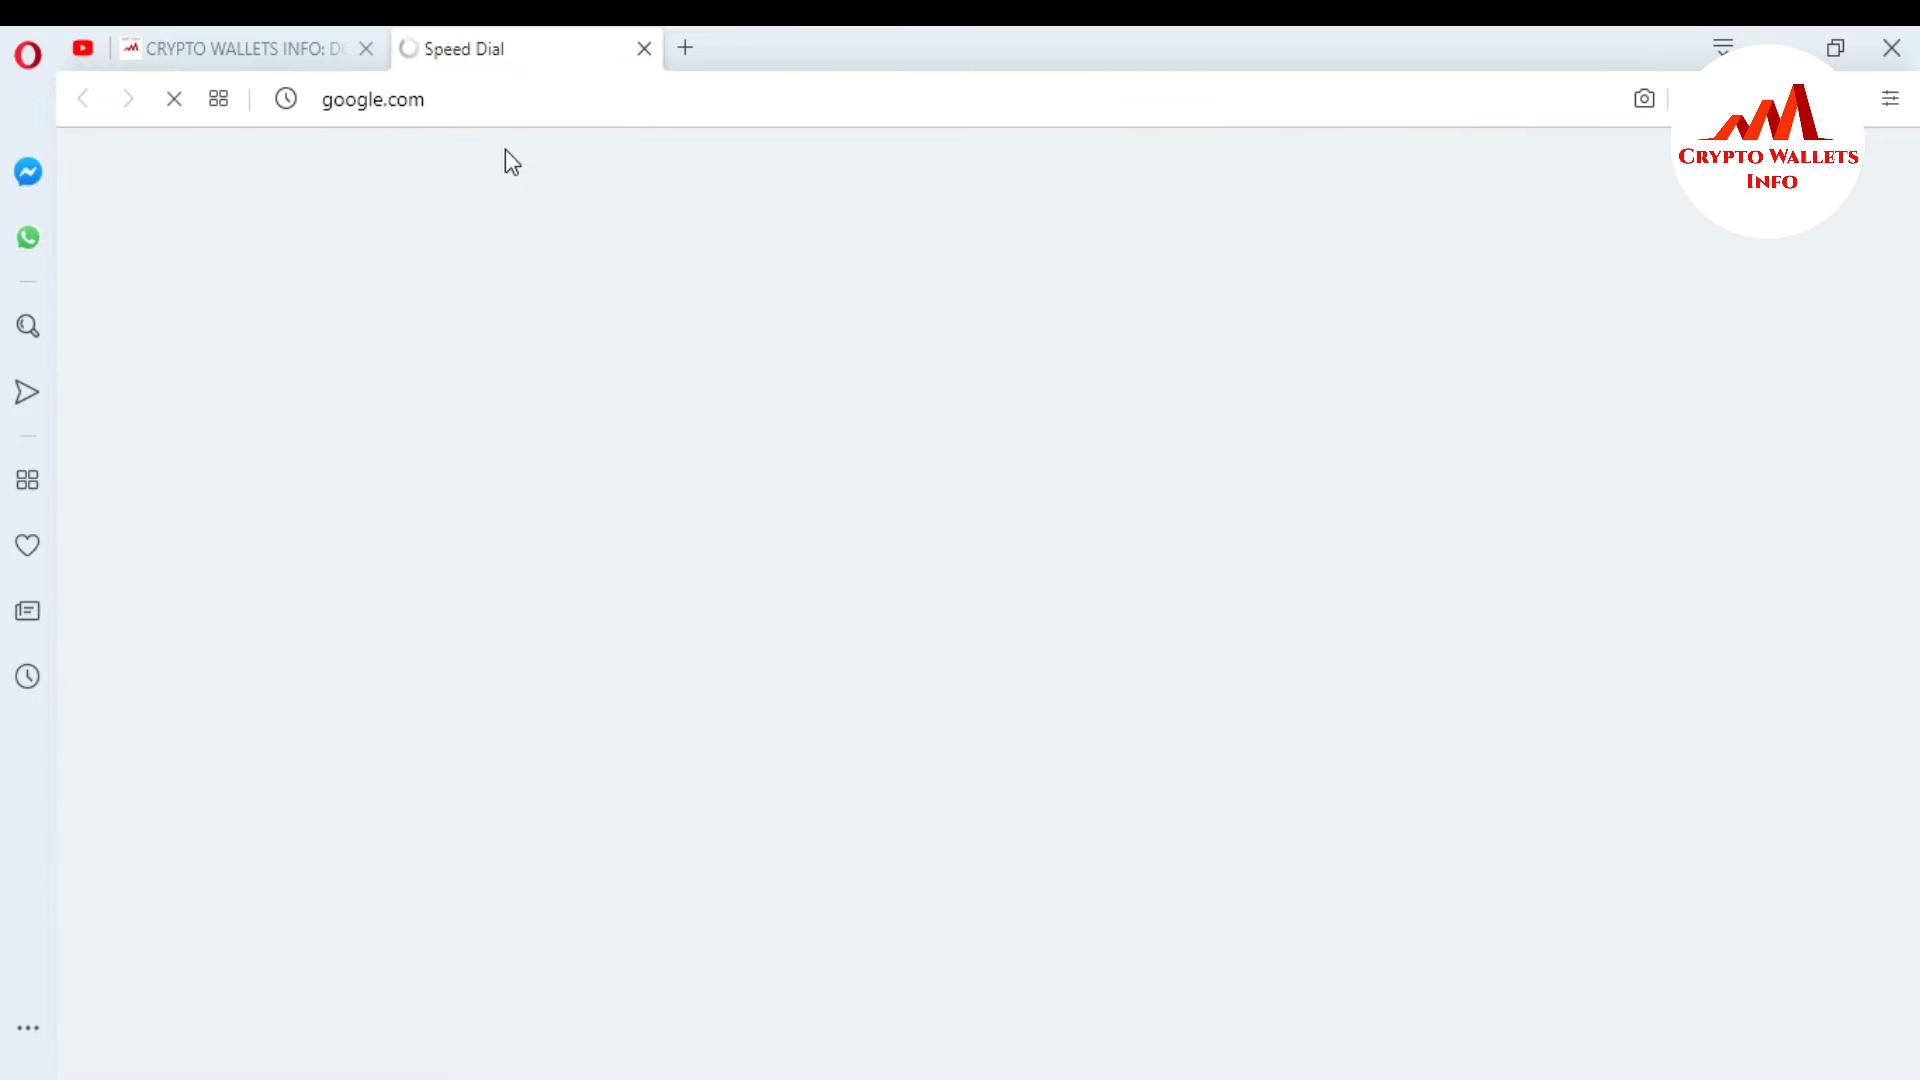 CRYPTO WALLETS INFO: D
Speed Dial
google.com
CRYPTO WALLETS
INFO